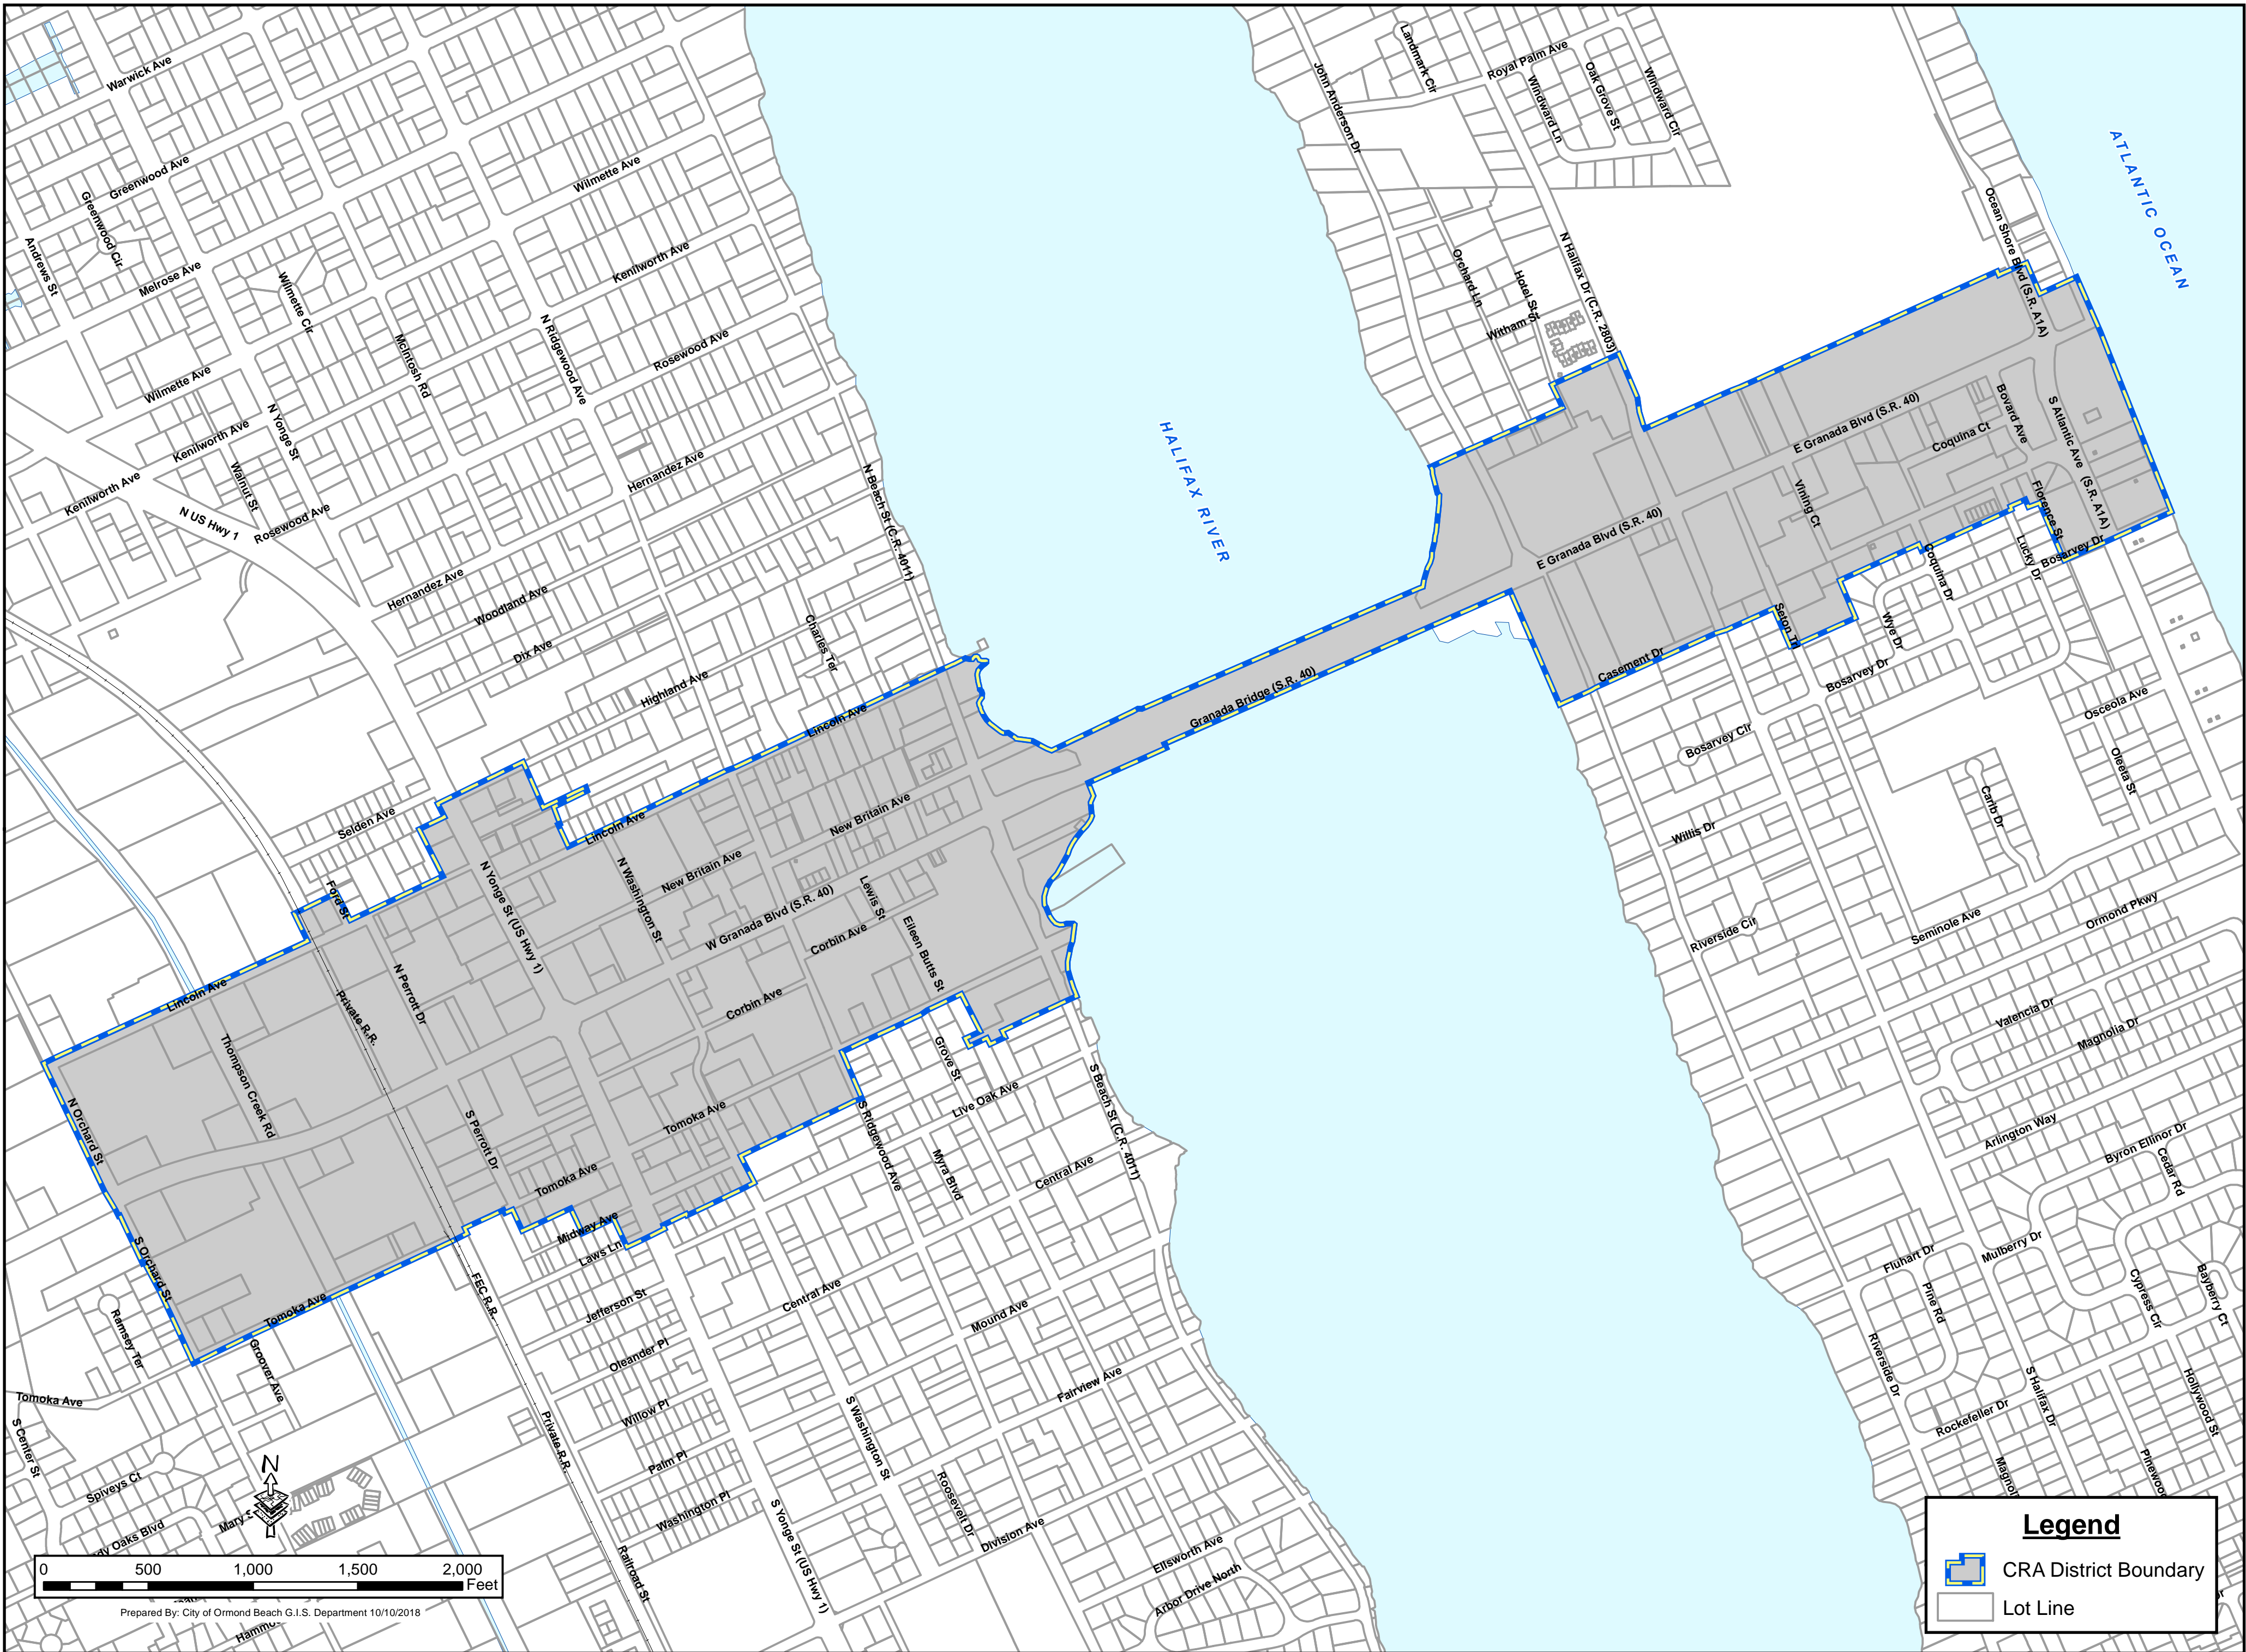 Warwick Ave
Greenwood Ave
Greenwood Cir
Andrews St
Melrose Ave
Wilmette Cir
Wilmette Ave
Wilmette Ave
Kenilworth Ave
McIntosh Rd
N Ridgewood Ave
Rosewood Ave
Kenilworth Ave
N Yonge St
Walnut St
Kenilworth Ave
N US Hwy 1
Rosewood Ave
Hernandez Ave
Hernandez Ave
Woodland Ave
Dix Ave
Highland Ave
Charles Ter
N Beach St (C.R. 4011)
HALIFAX RIVER
ATLANTIC OCEAN
Landmark Cir
Royal Palm Ave
John Anderson Dr
Windward Ln
Oak Grove St
Windward Cir
Orchard Ln
Hotel St
Witham St
N Halifax Dr (C.R. 2803)
Ocean Shore Blvd (S.R. A1A)
E Granada Blvd (S.R. 40)
E Granada Blvd (S.R. 40)
Coquina Ct
Bovard Ave
S Atlantic Ave (S.R. A1A)
Vining Ct
Florence St
Lucky Dr
Bosarvey Dr
Coquina Dr
Wye Dr
Seton Trl
Casement Dr
Bosarvey Dr
Bosarvey Cir
Osceola Ave
Oleeta St
Carib Dr
Willis Dr
Riverside Cir
Seminole Ave
Ormond Pkwy
Valencia Dr
Magnolia Dr
Arlington Way
Byron Ellinor Dr
Cedar Rd
Fluhart Dr
Mulberry Dr
Pine Rd
Cypress Cir
Bayberry Ct
Riverside Dr
S Halifax Dr
Rockefeller Dr
Hollywood St
Magnol
Pinewoo
Granada Bridge (S.R. 40)
Lincoln Ave
Lincoln Ave
Selden Ave
Ford St
New Britain Ave
New Britain Ave
N Yonge St (US Hwy 1)
N Washington St
W Granada Blvd (S.R. 40)
Lewis St
Eileen Butts St
Corbin Ave
Corbin Ave
N Perrott Dr
Private R.R.
Lincoln Ave
Thompson Creek Rd
N Orchard St
S Orchard St
S Perrott Dr
Tomoka Ave
Tomoka Ave
Tomoka Ave
Midway Ave
Laws Ln
Grove St
Live Oak Ave
S Ridgewood Ave
Myra Blvd
S Beach St (C.R. 4011)
Central Ave
Central Ave
Jefferson St
Oleander Pl
Willow Pl
Palm Pl
Washington Pl
Mound Ave
Fairview Ave
S Washington St
Roosevelt Dr
Division Ave
Ellsworth Ave
Arbor Drive North
S Yonge St (US Hwy 1)
FEC R.R.
Private R.R.
Railroad St
Groover Ave
Ramsey Ter
Tomoka Ave
S Center St
Spiveys Ct
dy Oaks Blvd
Mary S
N
0 500 1,000 1,500 2,000
Feet
Prepared By: City of Ormond Beach G.I.S. Department 10/10/2018
Hammo
Legend
CRA District Boundary
Lot Line